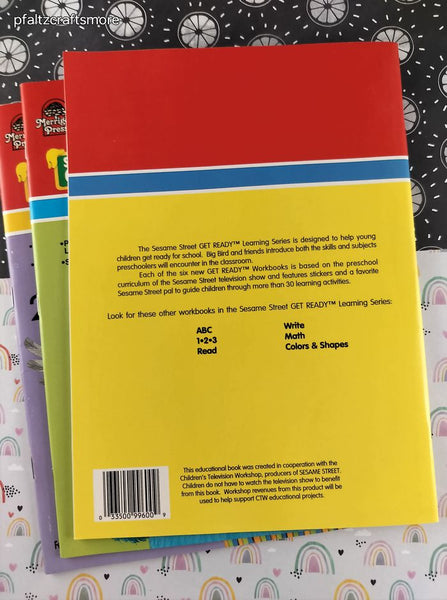 pfaltzcraftsmore
Merrigold
Press
The Sesame Street GET READY™ Learning Series is designed to help young
children get ready for school. Big Bird and friends introduce both the skills and subjects
preschoolers will encounter in the classroom.
Each of the six new GET READY™ Workbooks is based on the preschool
curriculum of the Sesame Street television show and features stickers and a favorite
Sesame Street pal to guide children through more than 30 learning activities.
Look for these other workbooks in the Sesame Street GET READY™ Learning Series:
ABC
1•2•3
Read
Write
Math
Colors & Shapes
This educational book was created in cooperation with the
Children's Television Workshop, producers of SESAME STREET.
Children do not have to watch the television show to benefit
from this book. Workshop revenues from this product will be
used to help support CTW educational projects.
0 33500 99600 9